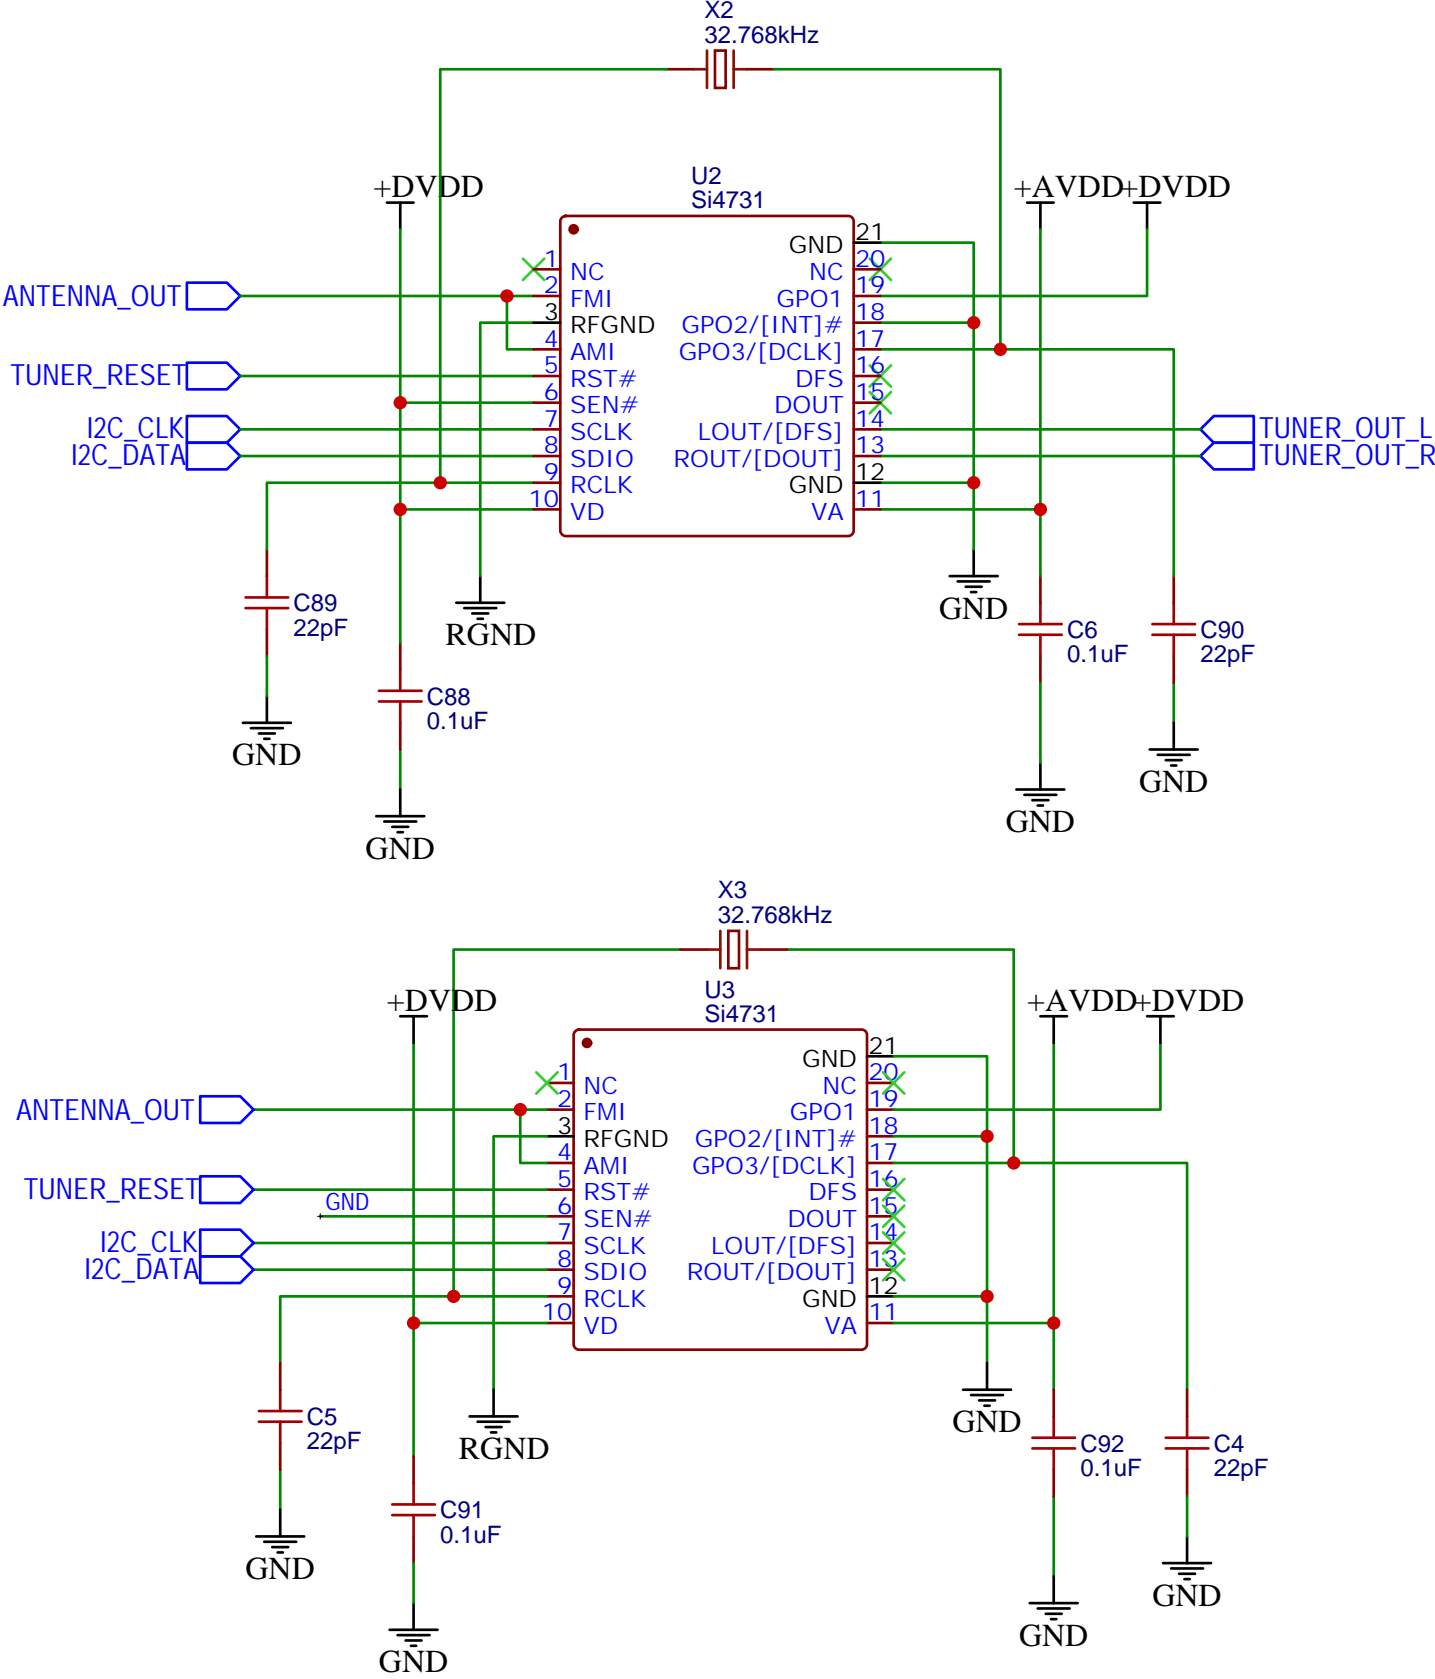 X2
32.768kHz
+DVDD
U2
Si4731
+AVDD
+DVDD
ANTENNA_OUT
TUNER_RESET
I2C_CLK
I2C_DATA
1 NC
2 FMI
3 RFGND
4 AMI
5 RST#
6 SEN#
7 SCLK
8 SDIO
9 RCLK
10 VD
GND 21
NC 20
GPO1 19
GPO2/[INT]# 18
GPO3/[DCLK] 17
DFS 16
DOUT 15
LOUT/[DFS] 14
ROUT/[DOUT] 13
GND 12
VA 11
TUNER_OUT_L
TUNER_OUT_R
C89
22pF
GND
C88
0.1uF
GND
RGND
GND
C6
0.1uF
GND
C90
22pF
GND
X3
32.768kHz
+DVDD
U3
Si4731
+AVDD
+DVDD
ANTENNA_OUT
TUNER_RESET
GND
I2C_CLK
I2C_DATA
1 NC
2 FMI
3 RFGND
4 AMI
5 RST#
6 SEN#
7 SCLK
8 SDIO
9 RCLK
10 VD
GND 21
NC 20
GPO1 19
GPO2/[INT]# 18
GPO3/[DCLK] 17
DFS 16
DOUT 15
LOUT/[DFS] 14
ROUT/[DOUT] 13
GND 12
VA 11
C5
22pF
GND
C91
0.1uF
GND
RGND
GND
C92
0.1uF
GND
C4
22pF
GND